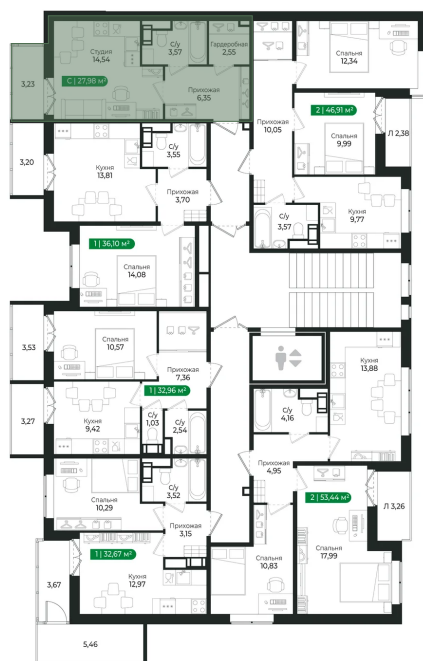 Студия
14,54
С/у
3,57
Гардеробная
2,55
Спальня
12,34
3,23
С | 27,98 м²
Прихожая
6,35
2 | 46,91 м²
Прихожая
10,05
Спальня
9,99
Л 2,38
3,20
Кухня
13,81
С/у
3,55
Прихожая
3,70
С/у
3,57
Кухня
9,77
1 | 36,10 м²
Спальня
14,08
3,53
Спальня
10,57
Прихожая
7,36
Кухня
13,88
1 | 32,96 м²
3,27
Кухня
9,42
С/у
1,03
С/у
2,54
С/у
4,16
Спальня
10,29
С/у
3,52
Прихожая
4,95
2 | 53,44 м²
Л 3,26
Прихожая
3,15
1 | 32,67 м²
Кухня
12,97
Спальня
10,83
Спальня
17,99
3,67
5,46